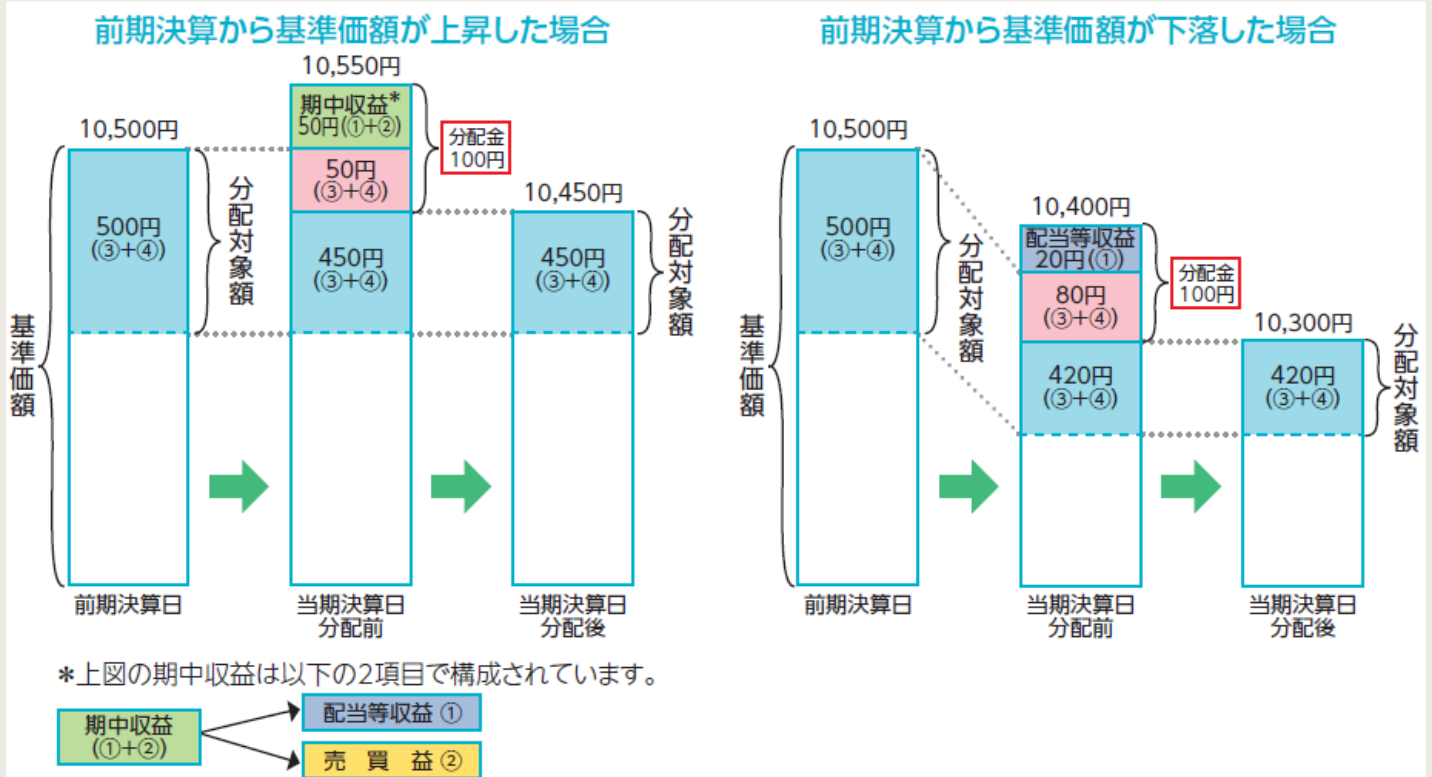 前期決算から基準価額が上昇した場合
10,500円
500円
(③+④)
分配対象額
基準価額
前期決算日
10,550円
期中収益*
50円(①+②)
50円
(③+④)
450円
(③+④)
分配金
100円
当期決算日
分配前
10,450円
450円
(③+④)
分配対象額
当期決算日
分配後
*上図の期中収益は以下の2項目で構成されています。
期中収益
(①+②)
配当等収益 ①
売 買 益 ②
前期決算から基準価額が下落した場合
10,500円
500円
(③+④)
分配対象額
基準価額
前期決算日
10,400円
配当等収益
20円(①)
80円
(③+④)
420円
(③+④)
分配金
100円
当期決算日
分配前
10,300円
420円
(③+④)
分配対象額
当期決算日
分配後